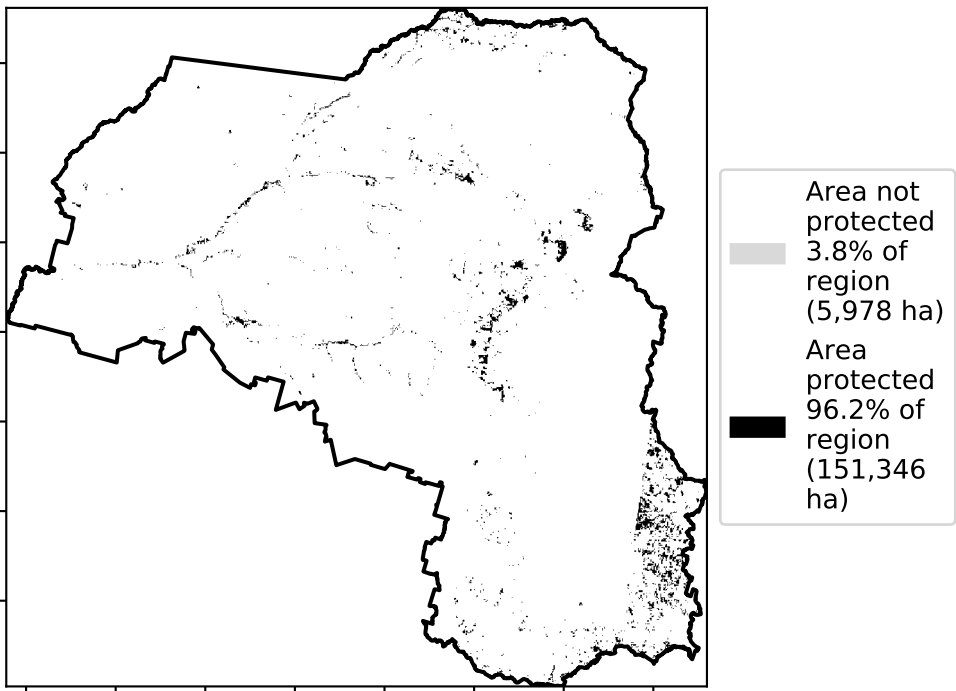 Area not
protected
3.8% of
region
(5,978 ha)
Area
protected
96.2% of
region
(151,346
ha)